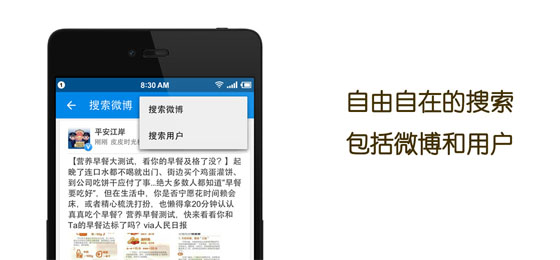 8:30 AM
搜索微博
搜索微博
搜索用户
平安江岸
刚刚 皮皮时光机
【营养早餐大测试，看你的早餐及格了没？】起
晚了连口水都不喝就出门、街边买个鸡蛋灌饼、
到公司吃饼干应付了事...绝大多数人都知道"早餐
要吃好"，但在生活中，你是否宁愿花时间赖会
床，或者精心梳洗打扮，也懒得拿20分钟认认
真真吃个早餐？营养早餐测试，快来看看你和
Ta的早餐达标了吗？via人民日报
自由自在的搜索
包括微博和用户